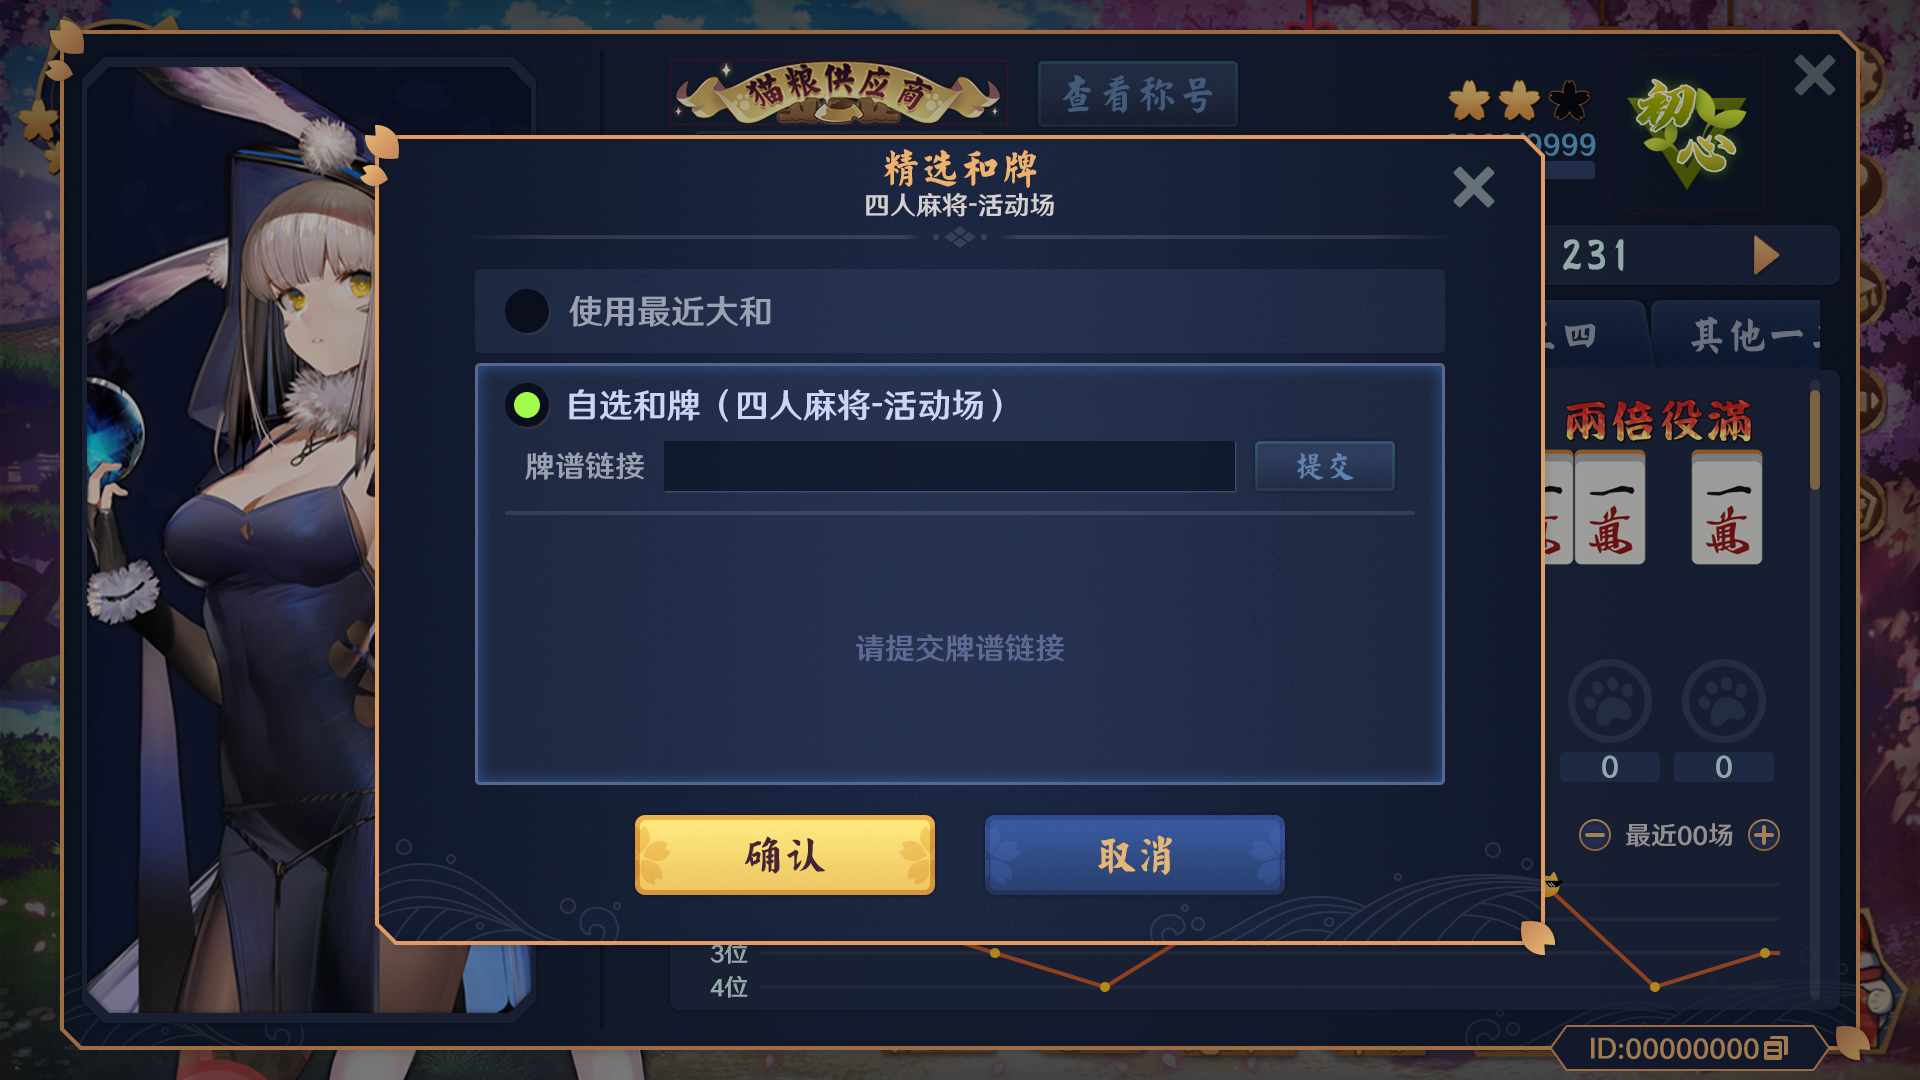 猫粮供应商
查看称号
初心
9999
精选和牌
四人麻将-活动场
231
使用最近大和
四
其他一
自选和牌（四人麻将-活动场）
兩倍役滿
牌谱链接
提交
一萬
一萬
请提交牌谱链接
0
0
最近00场
确认
取消
3位
4位
ID:00000000